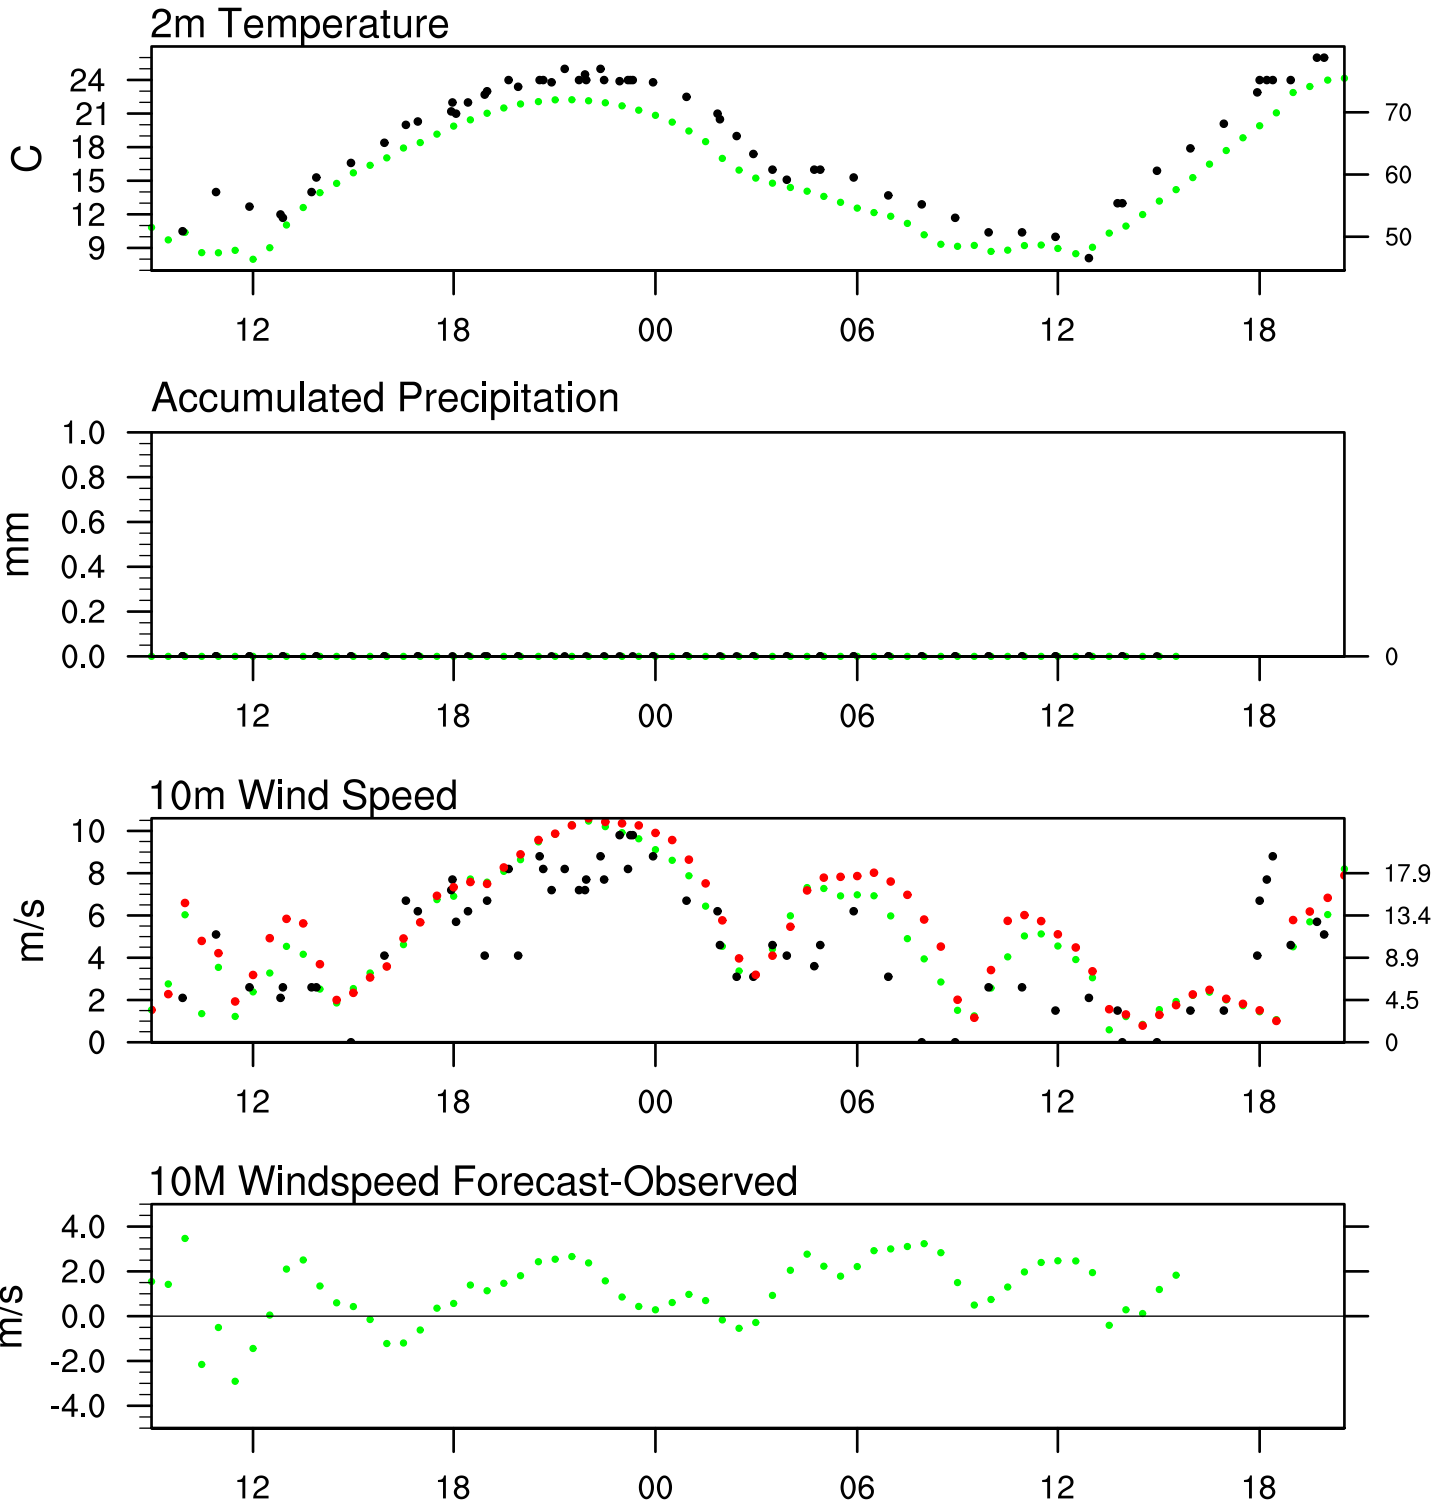 2m Temperature
24
21
18
15
12
9
C
70
60
50
12 18 00 06 12 18
Accumulated Precipitation
1.0
0.8
0.6
0.4
0.2
0.0
mm
0
12 18 00 06 12 18
10m Wind Speed
10
8
6
4
2
0
m/s
17.9
13.4
8.9
4.5
0
12 18 00 06 12 18
10M Windspeed Forecast-Observed
4.0
2.0
0.0
-2.0
-4.0
m/s
12 18 00 06 12 18